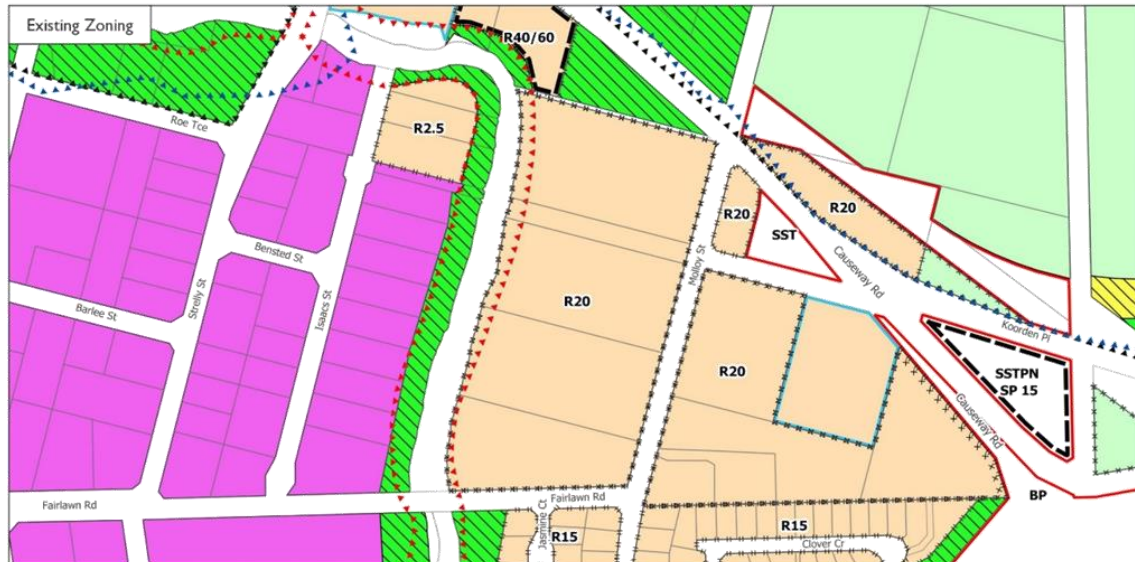 Existing Zoning
R40/60
Roe Tce
R2.5
R20
R20
SST
Molloy St
Causeway Rd
Bensted St
Strelly St
Isaacs St
Barlee St
R20
Koorden Pl
R20
SSTPN
SP 15
Causeway Rd
Fairlawn Rd
Fairlawn Rd
BP
Jasmine Ct
R15
R15
Clover Cr